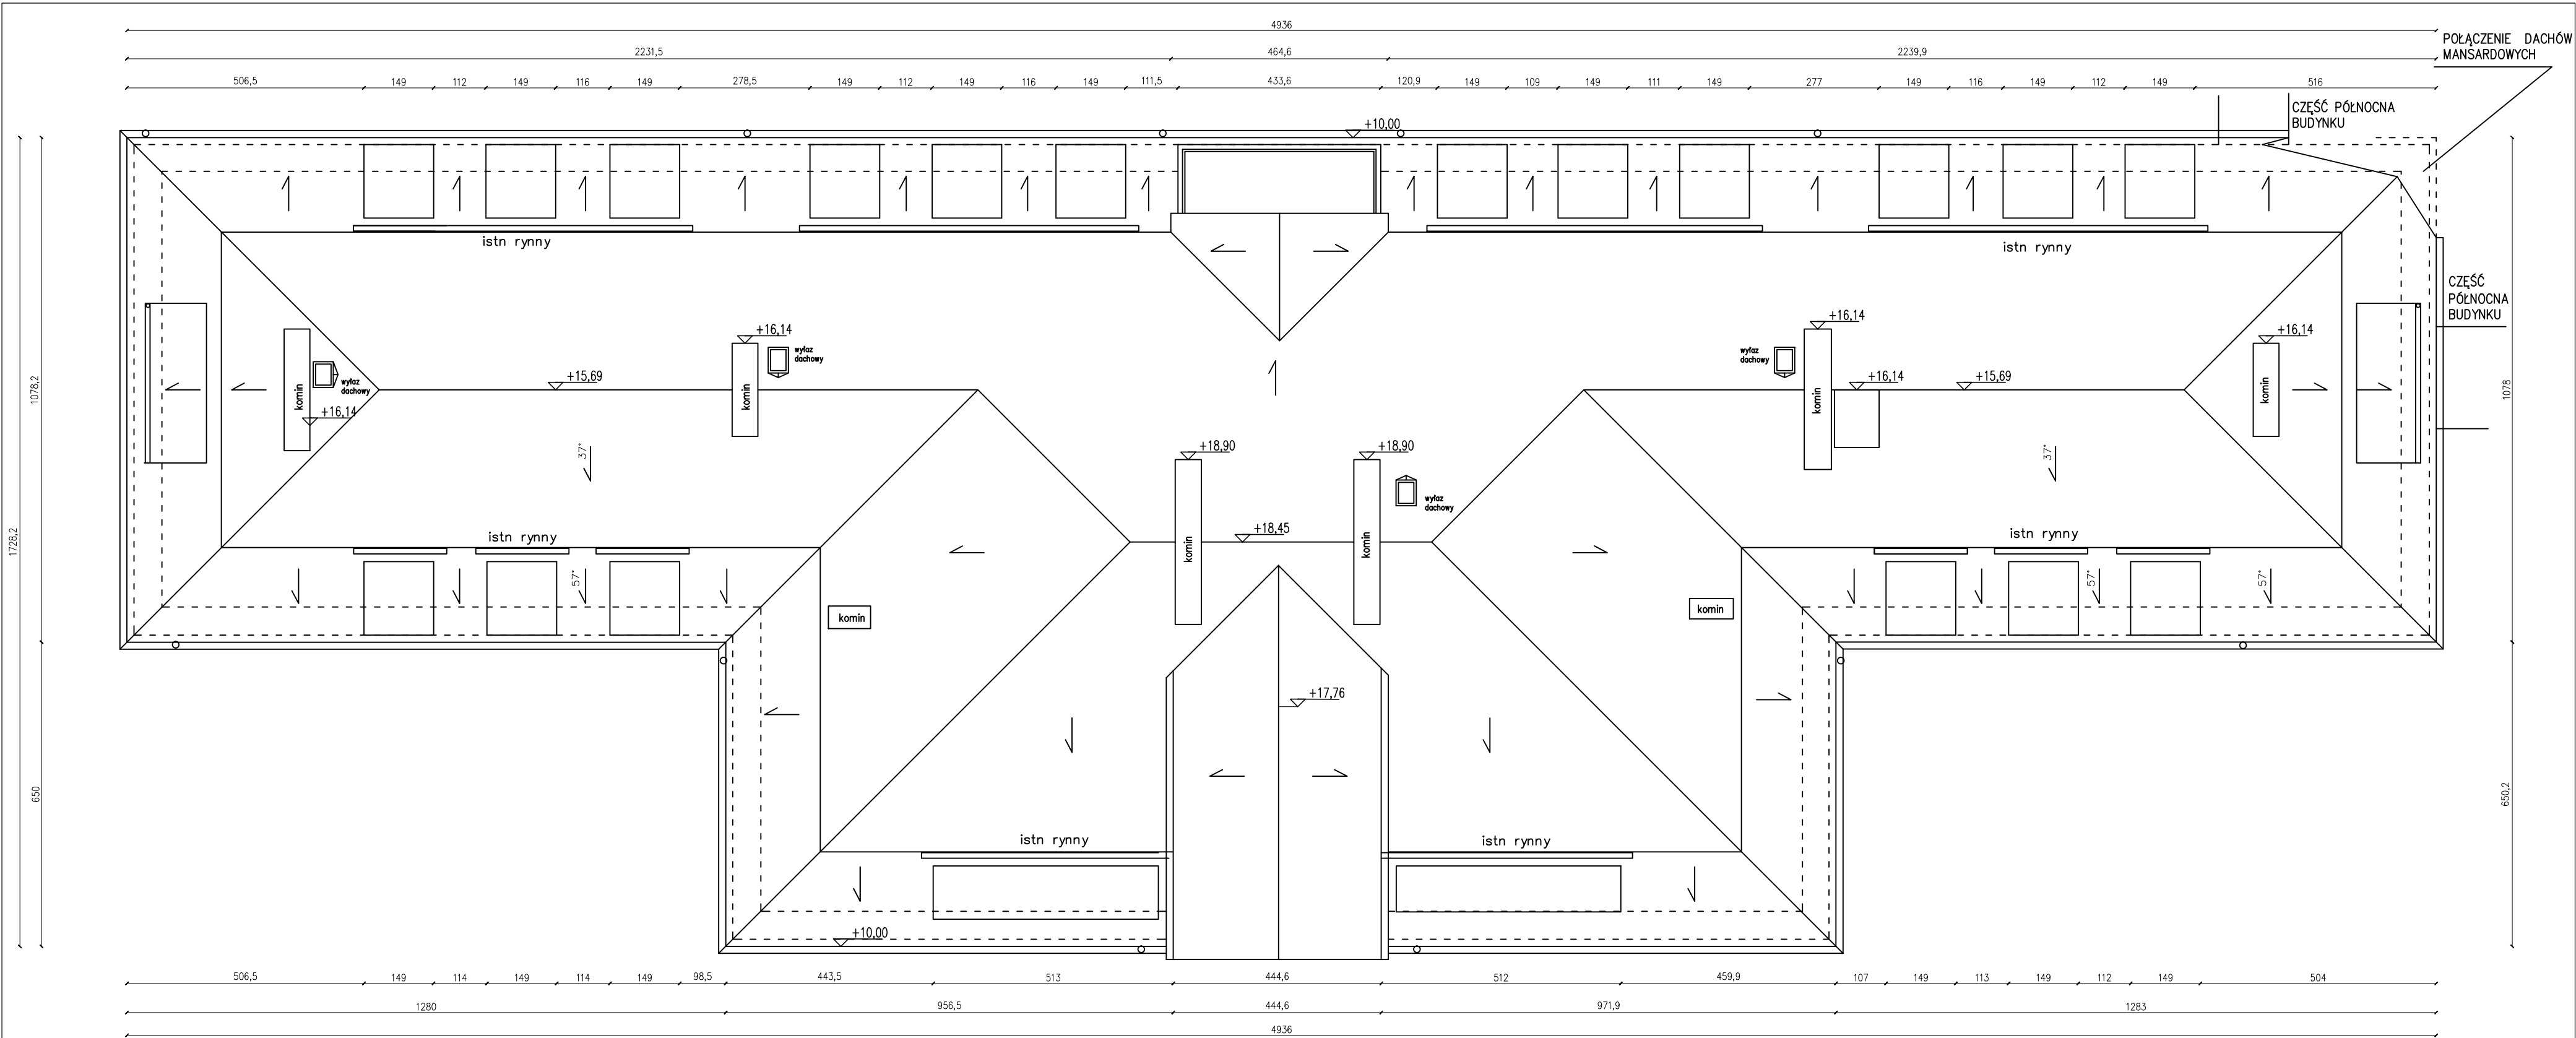 4936
2231,5 464,6 2239,9
POŁĄCZENIE DACHÓW
MANSARDOWYCH
506,5 149 112 149 116 149 278,5 149 112 149 116 149 111,5 433,6 120,9 149 109 149 111 149 277 149 116 149 112 149 516
CZĘŚĆ PÓŁNOCNA
BUDYNKU
+10,00
istn rynny
istn rynny
CZĘŚĆ
PÓŁNOCNA
BUDYNKU
+16,14
wyłaz
dachowy
+16,14
wyłaz
dachowy
+16,14
komin
wyłaz
dachowy
+16,14
+15,69
komin
komin
+16,14
+15,69
komin
1078,2
1078
1728,2
37°
37°
+18,90
+18,90
wyłaz
dachowy
+18,45
komin
komin
istn rynny
istn rynny
57°
57°
57°
komin
komin
+17,76
650
650,2
istn rynny
istn rynny
+10,00
506,5 149 114 149 114 149 98,5 443,5 513 444,6 512 459,9 107 149 113 149 112 149 504
1280 956,5 444,6 971,9 1283
4936